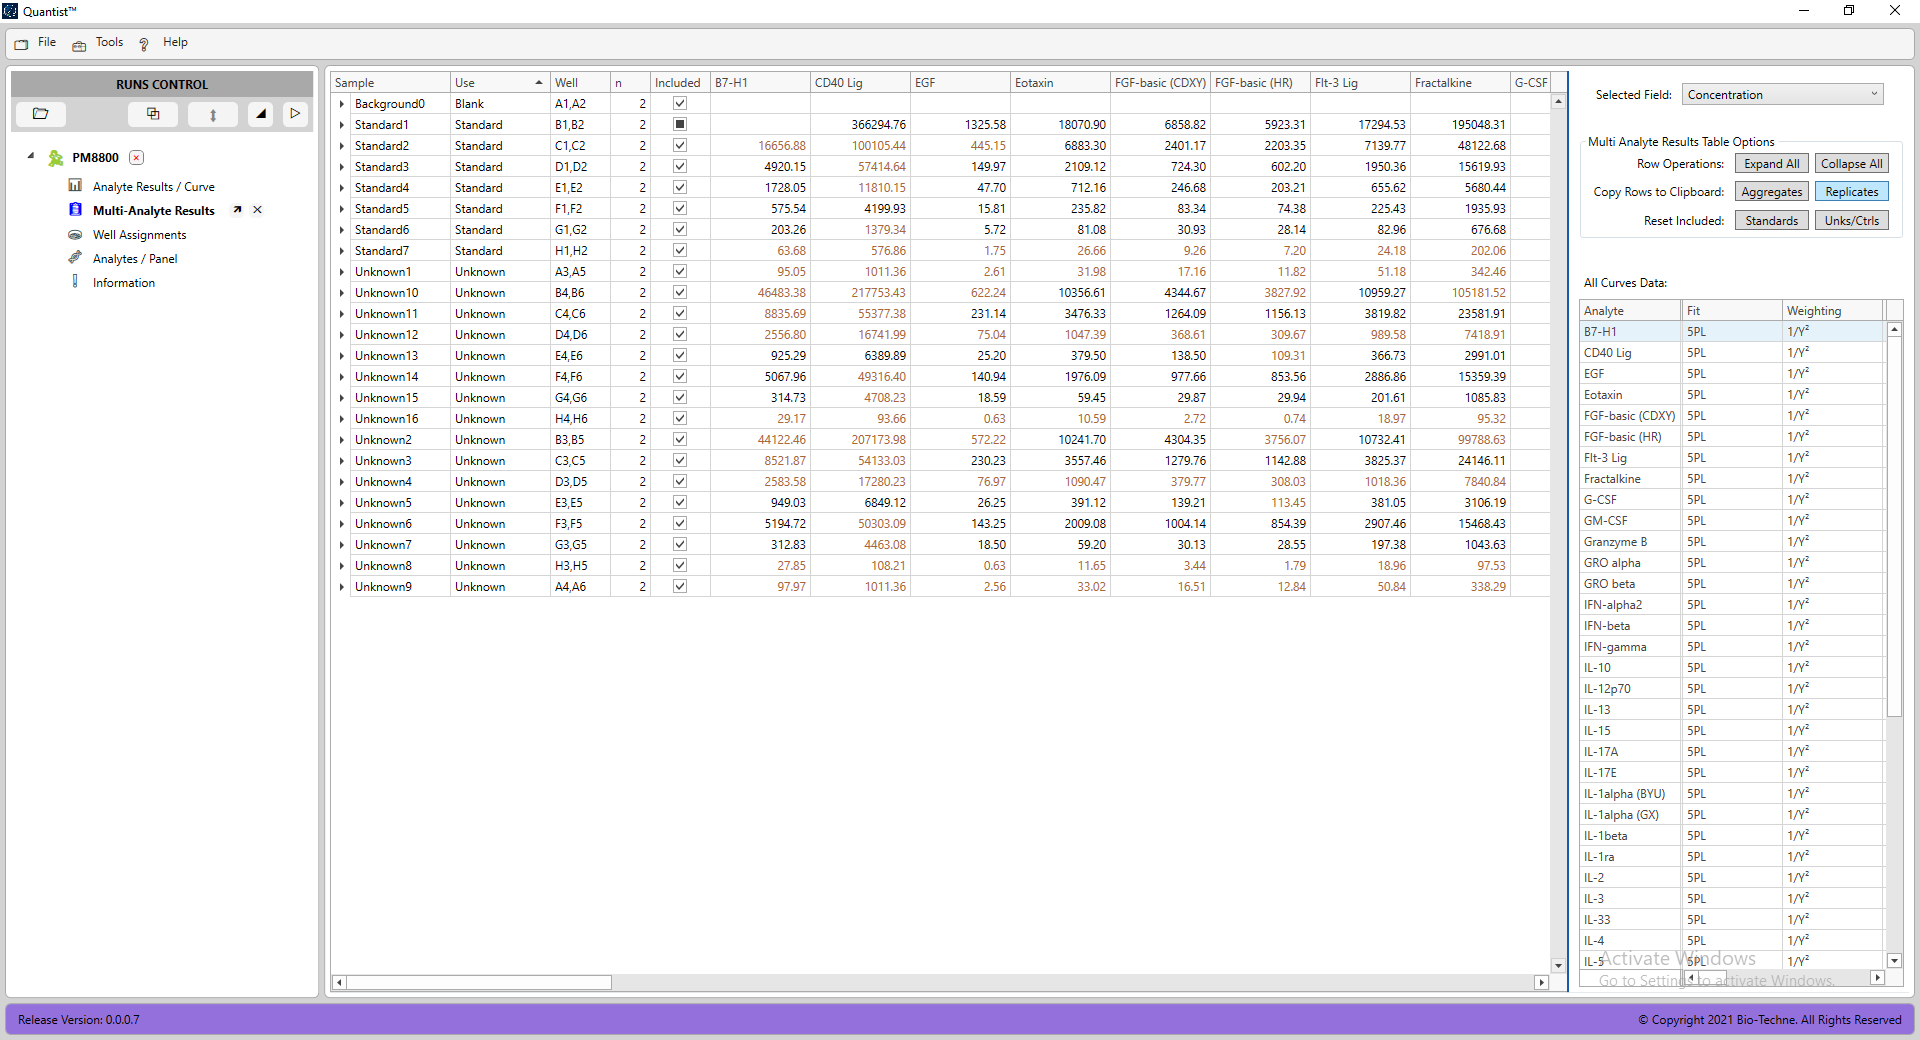 Quantist™
File Tools Help
RUNS CONTROL
PM8800
Analyte Results / Curve
Multi-Analyte Results
Well Assignments
Analytes / Panel
Information
Sample Use Well n Included B7-H1 CD40 Lig EGF Eotaxin FGF-basic (CDXY) FGF-basic (HR) Flt-3 Lig Fractalkine G-CSF
Background0 Blank A1,A2 2
Standard1 Standard B1,B2 2 366294.76 1325.58 18070.90 6858.82 5923.31 17294.53 195048.31
Standard2 Standard C1,C2 2 16656.88 100105.44 445.15 6883.30 2401.17 2203.35 7139.77 48122.68
Standard3 Standard D1,D2 2 4920.15 57414.64 149.97 2109.12 724.30 602.20 1950.36 15619.93
Standard4 Standard E1,E2 2 1728.05 11810.15 47.70 712.16 246.68 203.21 655.62 5680.44
Standard5 Standard F1,F2 2 575.54 4199.93 15.81 235.82 83.34 74.38 225.43 1935.93
Standard6 Standard G1,G2 2 203.26 1379.34 5.72 81.08 30.93 28.14 82.96 676.68
Standard7 Standard H1,H2 2 63.68 576.86 1.75 26.66 9.26 7.20 24.18 202.06
Unknown1 Unknown A3,A5 2 95.05 1011.36 2.61 31.98 17.16 11.82 51.18 342.46
Unknown10 Unknown B4,B6 2 46483.38 217753.43 622.24 10356.61 4344.67 3827.92 10959.27 105181.52
Unknown11 Unknown C4,C6 2 8835.69 55377.38 231.14 3476.33 1264.09 1156.13 3819.82 23581.91
Unknown12 Unknown D4,D6 2 2556.80 16741.99 75.04 1047.39 368.61 309.67 989.58 7418.91
Unknown13 Unknown E4,E6 2 925.29 6389.89 25.20 379.50 138.50 109.31 366.73 2991.01
Unknown14 Unknown F4,F6 2 5067.96 49316.40 140.94 1976.09 977.66 853.56 2886.86 15359.39
Unknown15 Unknown G4,G6 2 314.73 4708.23 18.59 59.45 29.87 29.94 201.61 1085.83
Unknown16 Unknown H4,H6 2 29.17 93.66 0.63 10.59 2.72 0.74 18.97 95.32
Unknown2 Unknown B3,B5 2 44122.46 207173.98 572.22 10241.70 4304.35 3756.07 10732.41 99788.63
Unknown3 Unknown C3,C5 2 8521.87 54133.03 230.23 3557.46 1279.76 1142.88 3825.37 24146.11
Unknown4 Unknown D3,D5 2 2583.58 17280.23 76.97 1090.47 379.77 308.03 1018.36 7840.84
Unknown5 Unknown E3,E5 2 949.03 6849.12 26.25 391.12 139.21 113.45 381.05 3106.19
Unknown6 Unknown F3,F5 2 5194.72 50303.09 143.25 2009.08 1004.14 854.39 2907.46 15468.43
Unknown7 Unknown G3,G5 2 312.83 4463.08 18.50 59.20 30.13 28.55 197.38 1043.63
Unknown8 Unknown H3,H5 2 27.85 108.21 0.63 11.65 3.44 1.79 18.96 97.53
Unknown9 Unknown A4,A6 2 97.97 1011.36 2.56 33.02 16.51 12.84 50.84 338.29
Selected Field: Concentration
Multi Analyte Results Table Options
Row Operations: Expand All Collapse All
Copy Rows to Clipboard: Aggregates Replicates
Reset Included: Standards Unks/Ctrls
All Curves Data:
Analyte Fit Weighting
B7-H1 5PL 1/Y²
CD40 Lig 5PL 1/Y²
EGF 5PL 1/Y²
Eotaxin 5PL 1/Y²
FGF-basic (CDXY) 5PL 1/Y²
FGF-basic (HR) 5PL 1/Y²
Flt-3 Lig 5PL 1/Y²
Fractalkine 5PL 1/Y²
G-CSF 5PL 1/Y²
GM-CSF 5PL 1/Y²
Granzyme B 5PL 1/Y²
GRO alpha 5PL 1/Y²
GRO beta 5PL 1/Y²
IFN-alpha2 5PL 1/Y²
IFN-beta 5PL 1/Y²
IFN-gamma 5PL 1/Y²
IL-10 5PL 1/Y²
IL-12p70 5PL 1/Y²
IL-13 5PL 1/Y²
IL-15 5PL 1/Y²
IL-17A 5PL 1/Y²
IL-17E 5PL 1/Y²
IL-1alpha (BYU) 5PL 1/Y²
IL-1alpha (GX) 5PL 1/Y²
IL-1beta 5PL 1/Y²
IL-1ra 5PL 1/Y²
IL-2 5PL 1/Y²
IL-3 5PL 1/Y²
IL-33 5PL 1/Y²
IL-4 5PL 1/Y²
IL-5 5PL 1/Y²
Activate Windows
Go to Settings to activate Windows.
Release Version: 0.0.0.7
© Copyright 2021 Bio-Techne. All Rights Reserved